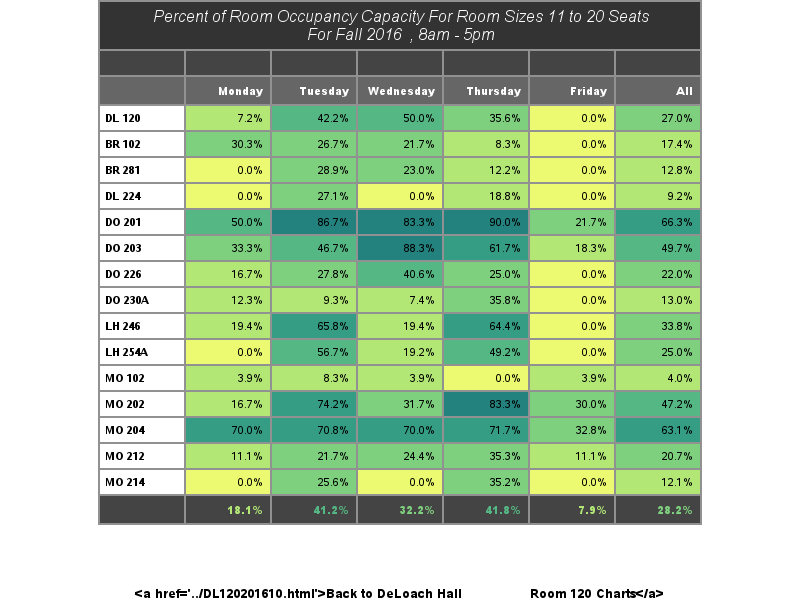 Percent of Room Occupancy Capacity For Room Sizes 11 to 20 Seats
For Fall 2016 , 8am - 5pm
Monday Tuesday Wednesday Thursday Friday All
DL 120 7.2% 42.2% 50.0% 35.6% 0.0% 27.0%
BR 102 30.3% 26.7% 21.7% 8.3% 0.0% 17.4%
BR 281 0.0% 28.9% 23.0% 12.2% 0.0% 12.8%
DL 224 0.0% 27.1% 0.0% 18.8% 0.0% 9.2%
DO 201 50.0% 86.7% 83.3% 90.0% 21.7% 66.3%
DO 203 33.3% 46.7% 88.3% 61.7% 18.3% 49.7%
DO 226 16.7% 27.8% 40.6% 25.0% 0.0% 22.0%
DO 230A 12.3% 9.3% 7.4% 35.8% 0.0% 13.0%
LH 246 19.4% 65.8% 19.4% 64.4% 0.0% 33.8%
LH 254A 0.0% 56.7% 19.2% 49.2% 0.0% 25.0%
MO 102 3.9% 8.3% 3.9% 0.0% 3.9% 4.0%
MO 202 16.7% 74.2% 31.7% 83.3% 30.0% 47.2%
MO 204 70.0% 70.8% 70.0% 71.7% 32.8% 63.1%
MO 212 11.1% 21.7% 24.4% 35.3% 11.1% 20.7%
MO 214 0.0% 25.6% 0.0% 35.2% 0.0% 12.1%
18.1% 41.2% 32.2% 41.8% 7.9% 28.2%
<a href='../DL120201610.html'>Back to DeLoach Hall Room 120 Charts</a>